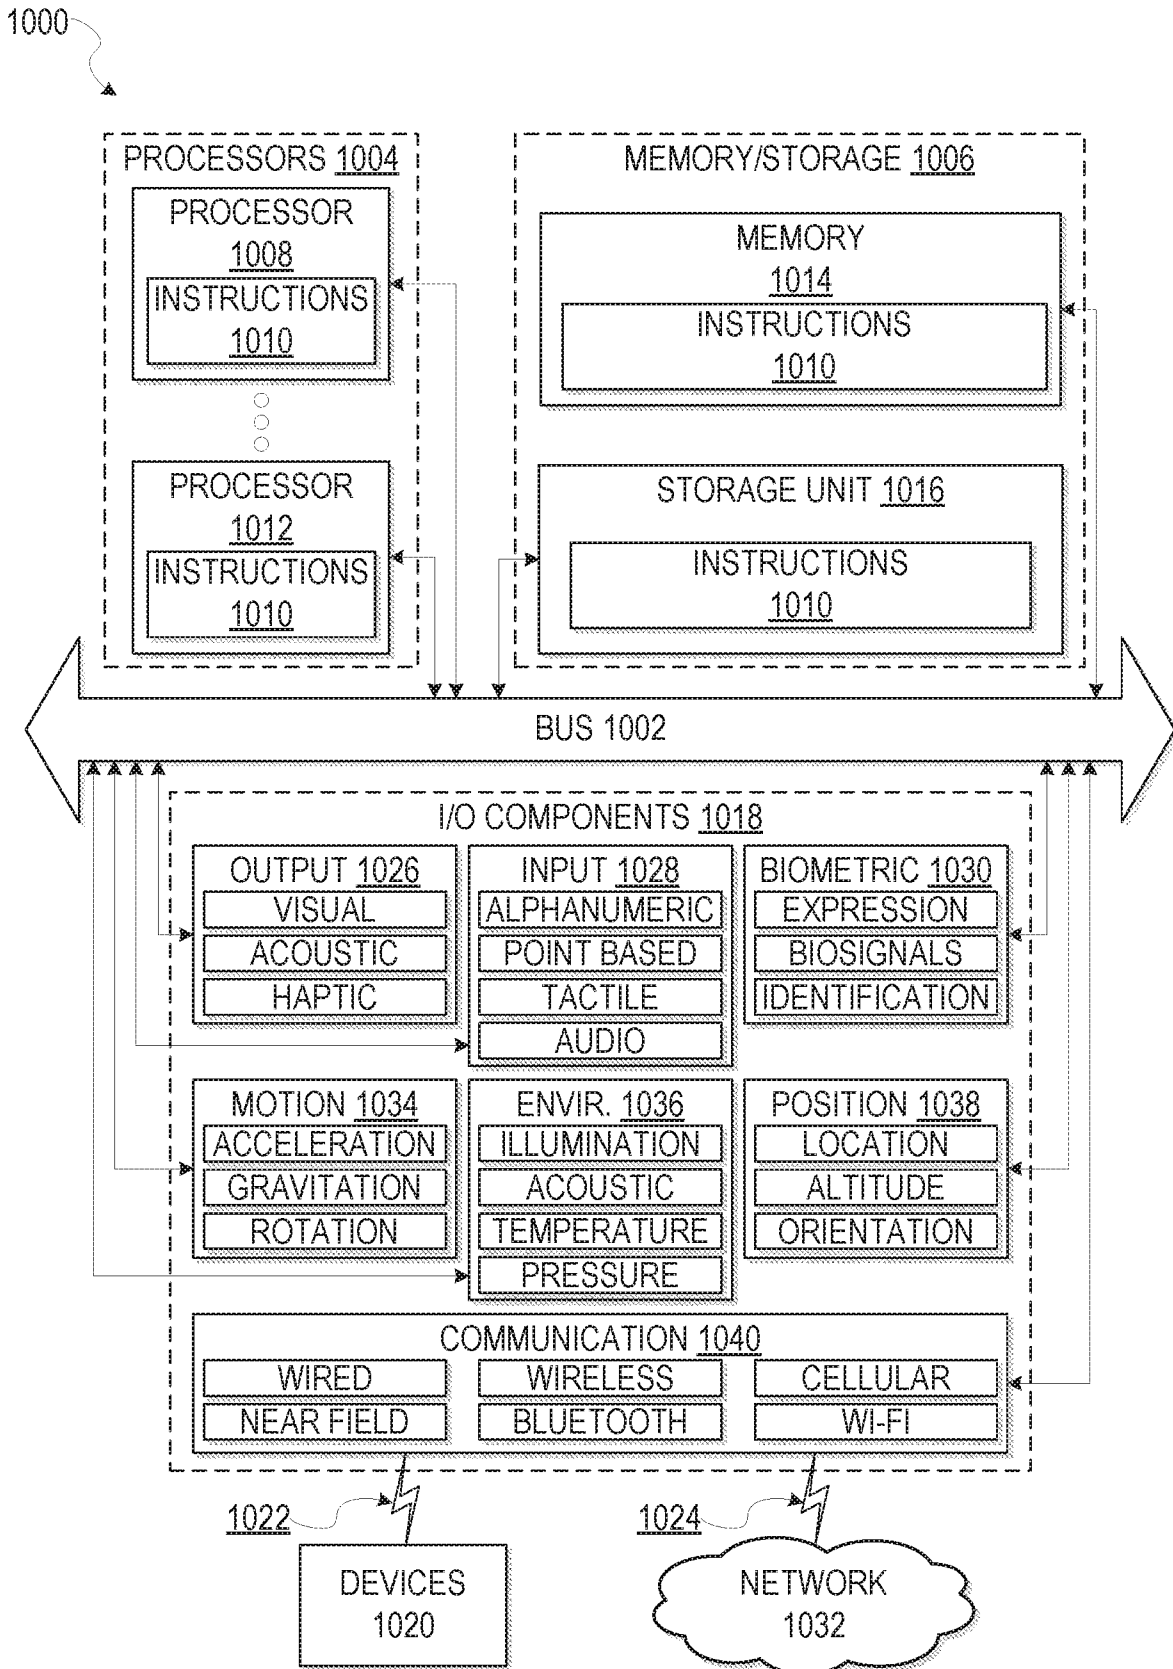 1000
PROCESSORS 1004
PROCESSOR
1008
INSTRUCTIONS
1010
PROCESSOR
1012
INSTRUCTIONS
1010
MEMORY/STORAGE 1006
MEMORY
1014
INSTRUCTIONS
1010
STORAGE UNIT 1016
INSTRUCTIONS
1010
BUS 1002
I/O COMPONENTS 1018
OUTPUT 1026
VISUAL
ACOUSTIC
HAPTIC
INPUT 1028
ALPHANUMERIC
POINT BASED
TACTILE
AUDIO
BIOMETRIC 1030
EXPRESSION
BIOSIGNALS
IDENTIFICATION
MOTION 1034
ACCELERATION
GRAVITATION
ROTATION
ENVIR. 1036
ILLUMINATION
ACOUSTIC
TEMPERATURE
PRESSURE
POSITION 1038
LOCATION
ALTITUDE
ORIENTATION
COMMUNICATION 1040
WIRED
WIRELESS
CELLULAR
NEAR FIELD
BLUETOOTH
WI-FI
1022
1024
DEVICES
1020
NETWORK
1032